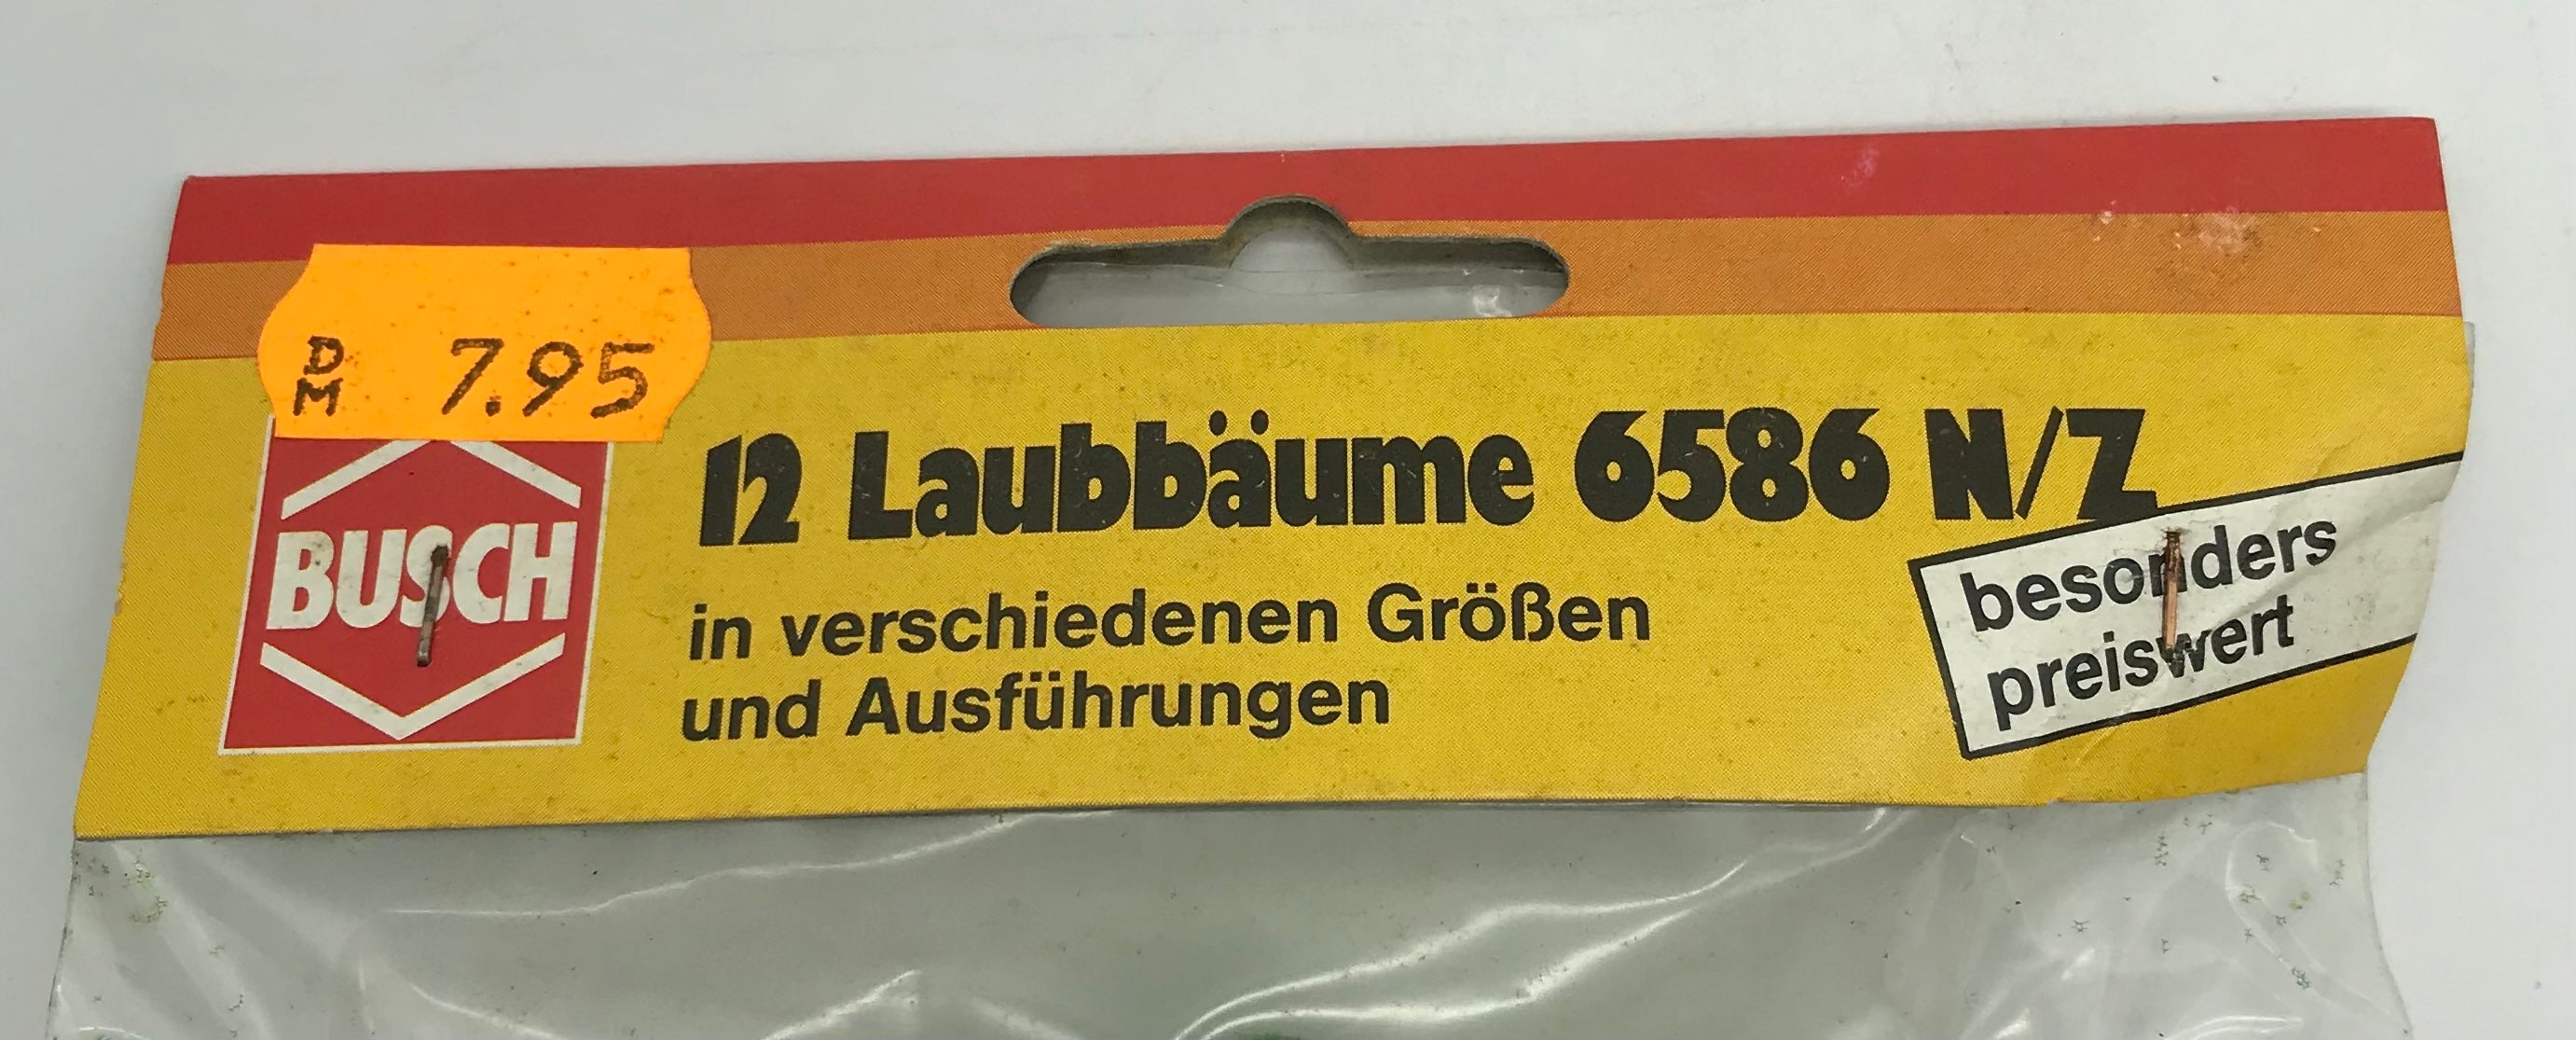 DM 7.95
BUSCH
12 Laubbäume 6586 N/Z
in verschiedenen Größen
und Ausführungen
besonders
preiswert